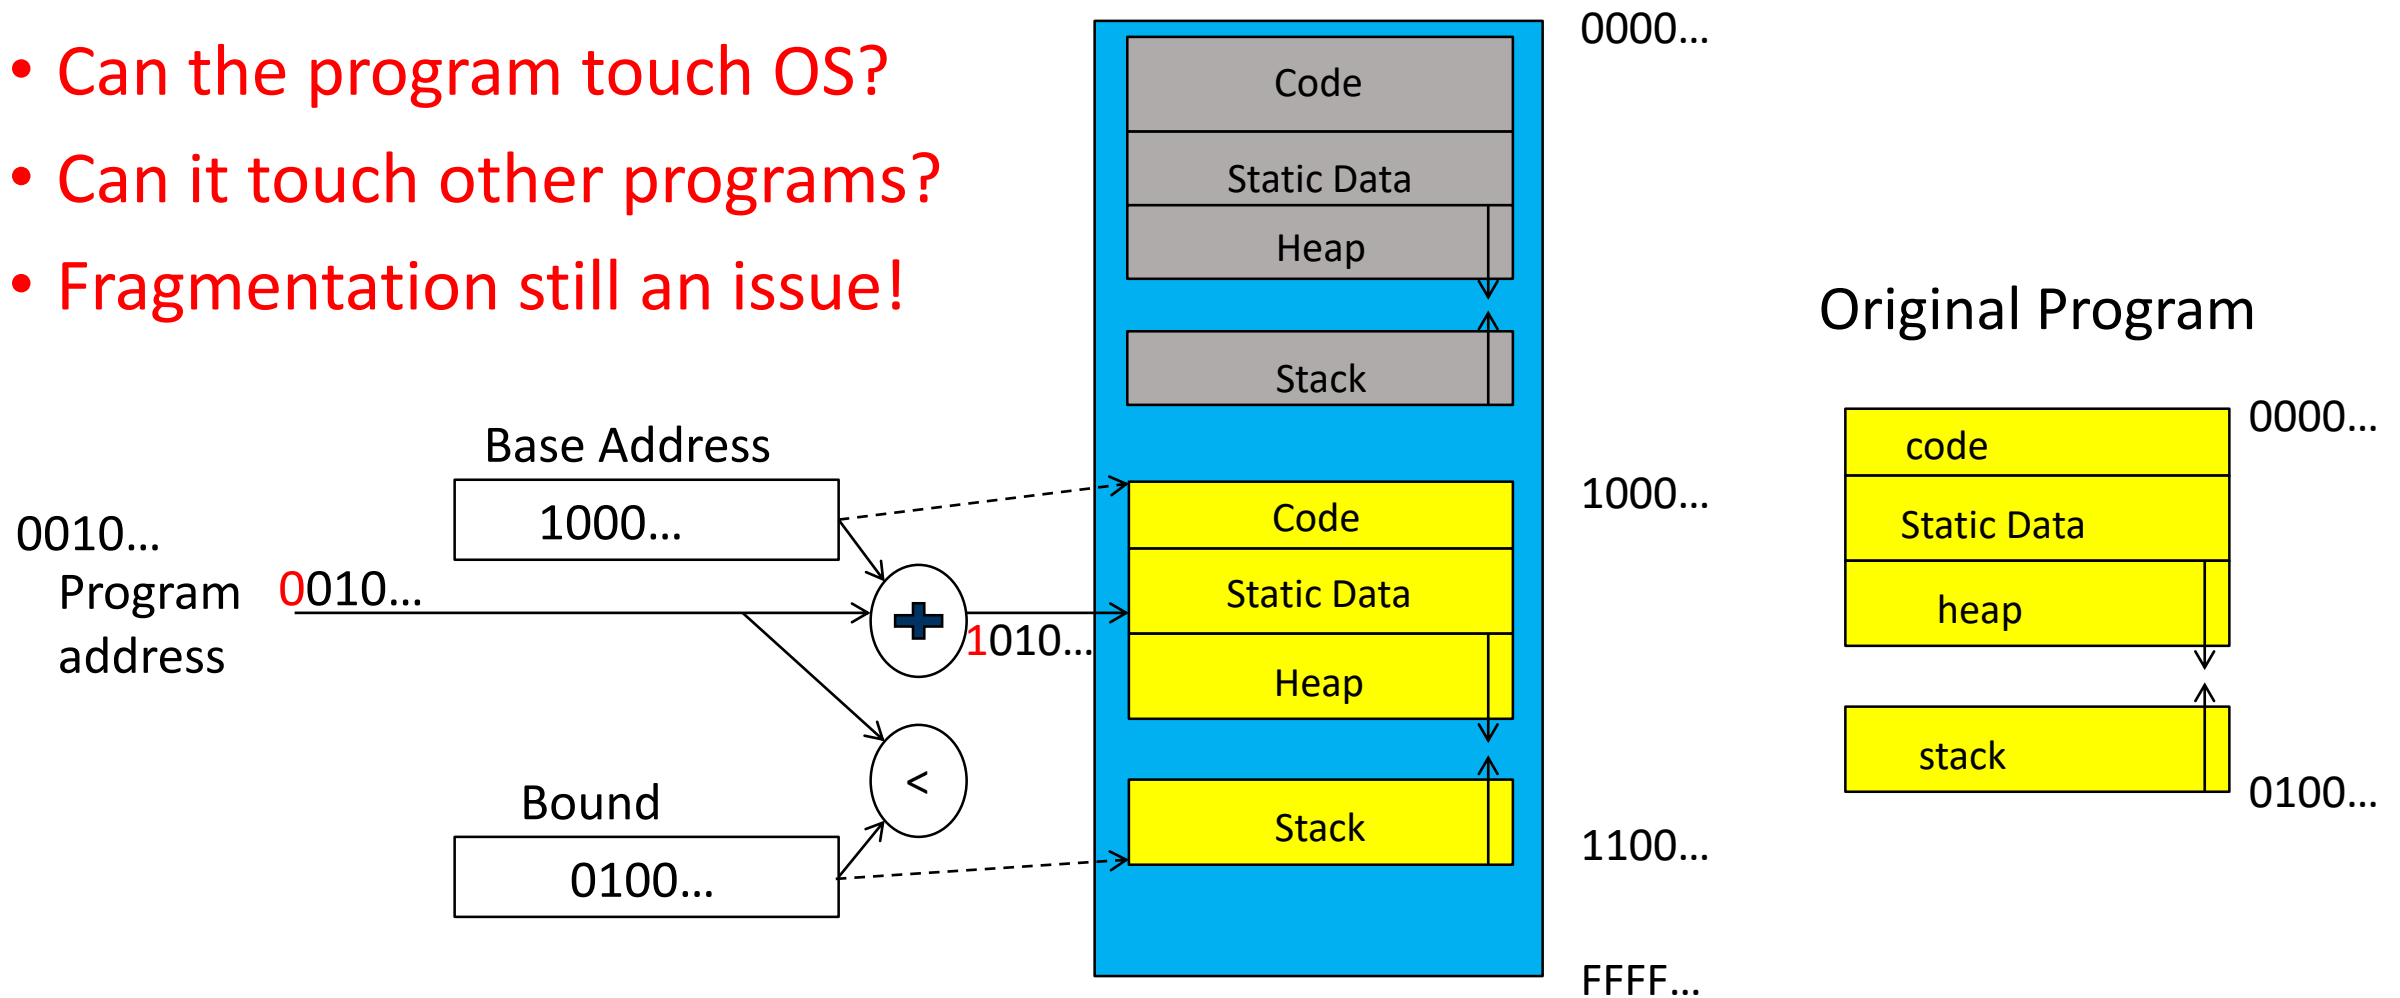 • Can the program touch OS?
• Can it touch other programs?
• Fragmentation still an issue!
0000...
Code
Static Data
Heap
Stack
Original Program
0000...
code
Static Data
heap
stack
0100...
Base Address
1000...
0010...
Program
address
0010...
1010...
<
Bound
0100...
1000...
Code
Static Data
Heap
Stack
1100...
FFFF...